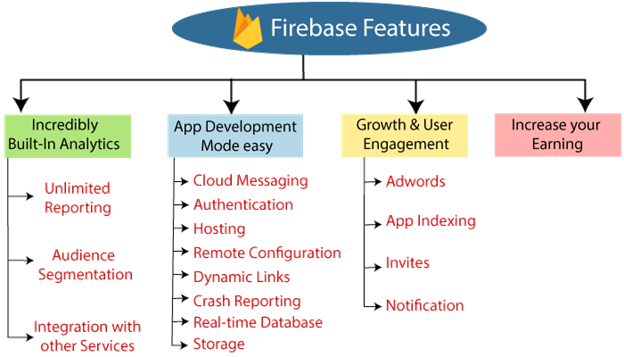 Firebase Features
Incredibly
Built-In Analytics
Unlimited
Reporting
Audience
Segmentation
Integration with
other Services
App Development
Mode easy
Cloud Messaging
Authentication
Hosting
Remote Configuration
Dynamic Links
Crash Reporting
Real-time Database
Storage
Growth & User
Engagement
Adwords
App Indexing
Invites
Notification
Increase your
Earning